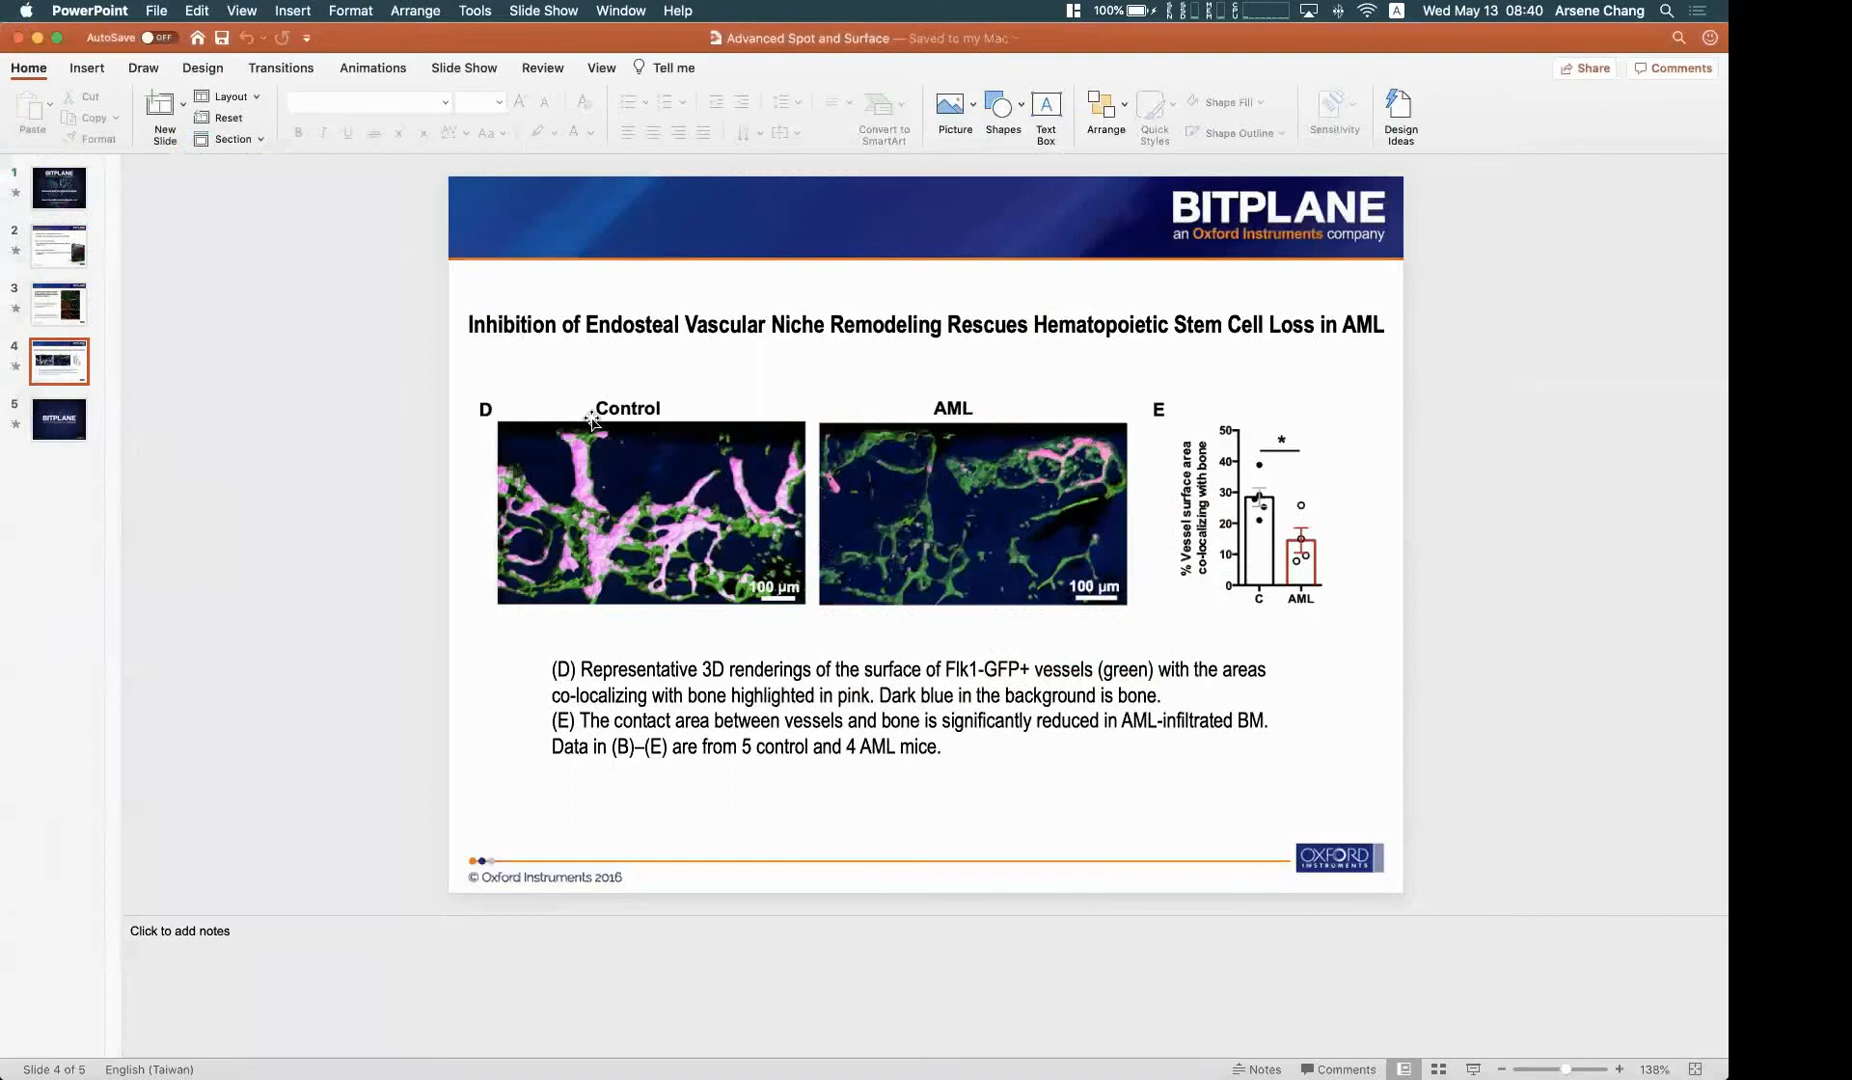 PowerPoint File Edit View Insert Format Arrange Tools Slide Show Window Help 100% A Wed May 13 08:40 Arsene Chang
AutoSave OFF Advanced Spot and Surface — Saved to my Mac
Home Insert Draw Design Transitions Animations Slide Show Review View Tell me Share Comments
Paste Cut Copy Format
New Slide Layout Reset Section
Convert to SmartArt
Picture Shapes Text Box Arrange Quick Styles Shape Fill Shape Outline Sensitivity Design Ideas
1
2
3
4
5
BITPLANE
BITPLANE
an Oxford Instruments company
Inhibition of Endosteal Vascular Niche Remodeling Rescues Hematopoietic Stem Cell Loss in AML
D Control AML E
100 µm 100 µm
% Vessel surface area
co-localizing with bone
50
40
30
20
10
0
*
C AML
(D) Representative 3D renderings of the surface of Flk1-GFP+ vessels (green) with the areas
co-localizing with bone highlighted in pink. Dark blue in the background is bone.
(E) The contact area between vessels and bone is significantly reduced in AML-infiltrated BM.
Data in (B)–(E) are from 5 control and 4 AML mice.
OXFORD
INSTRUMENTS
© Oxford Instruments 2016
Click to add notes
Slide 4 of 5 English (Taiwan) Notes Comments 138%